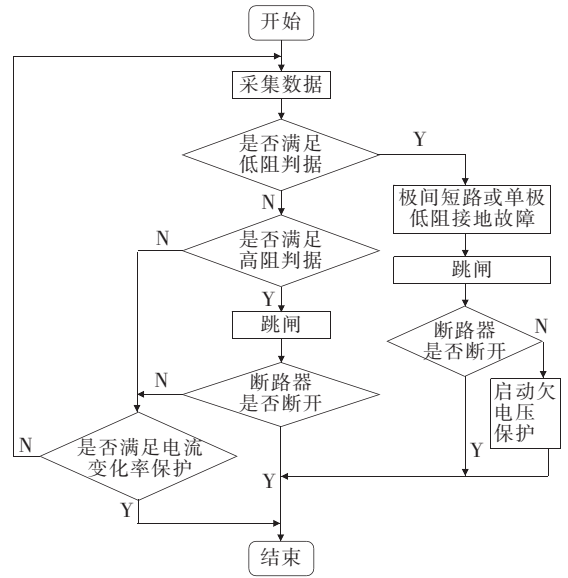 开始
采集数据
是否满足
低阻判据
Y
N
极间短路或单极
低阻接地故障
是否满足
高阻判据
N
Y
跳闸
跳闸
断路器
是否断开
N
断路器
是否断开
N
启动欠
电压
保护
Y
是否满足电流
变化率保护
N
Y
Y
结束